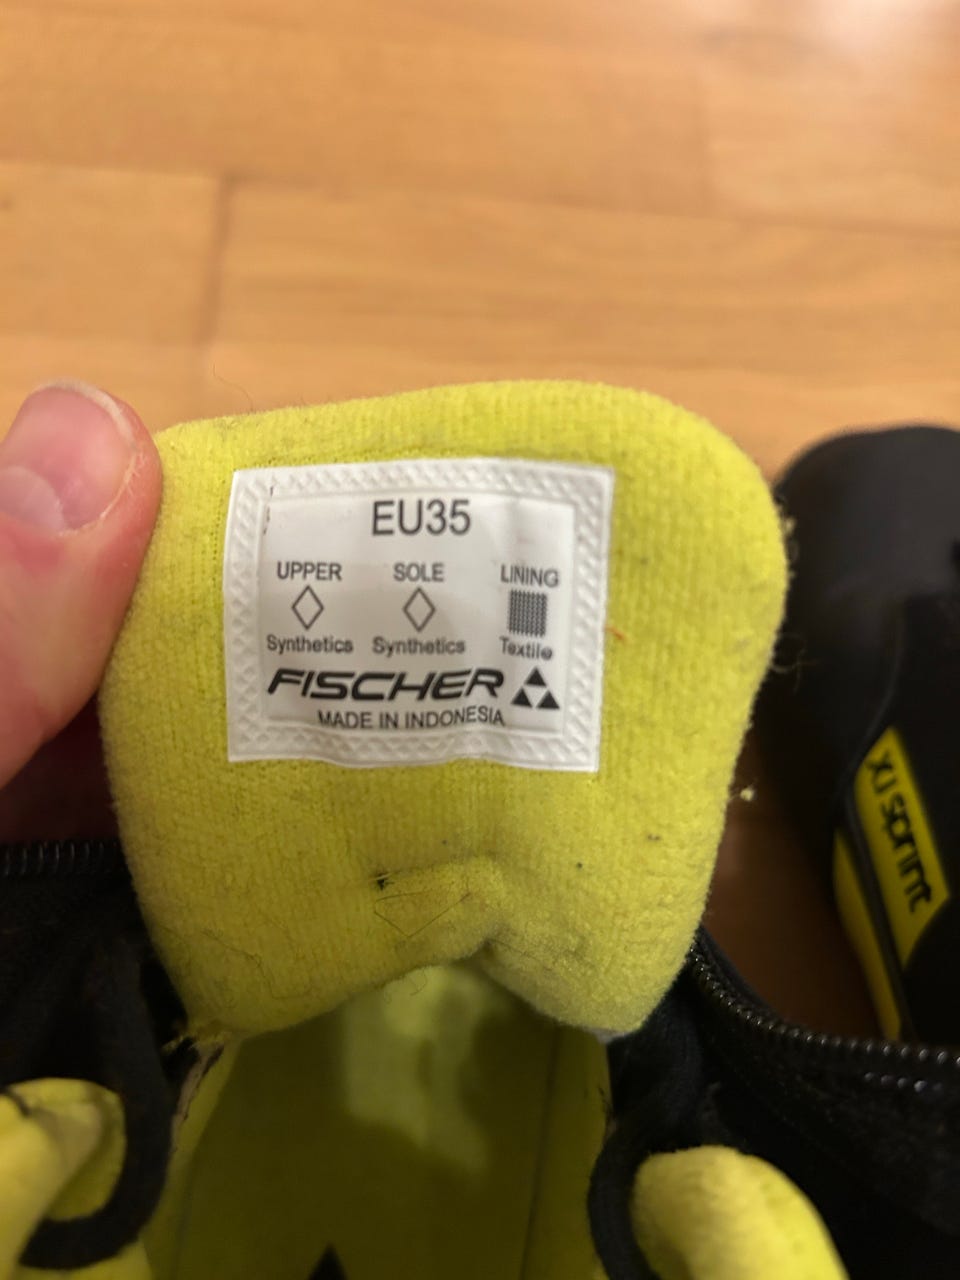 EU35
UPPER SOLE LINING
Synthetics Synthetics Textile
FISCHER
MADE IN INDONESIA
XJ sprint